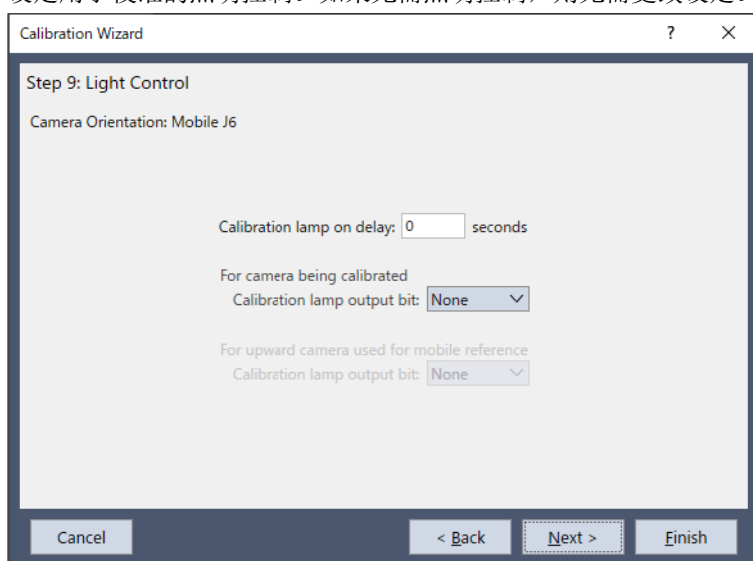 Calibration Wizard ? ×
Step 9: Light Control
Camera Orientation: Mobile J6
Calibration lamp on delay: 0 seconds
For camera being calibrated
Calibration lamp output bit: None
For upward camera used for mobile reference
Calibration lamp output bit: None
Cancel < Back Next > Finish